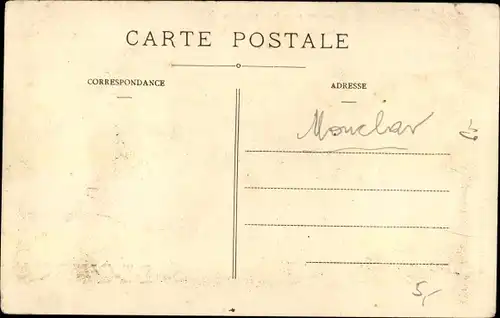 CARTE POSTALE
CORRESPONDANCE
ADRESSE
Monclar
5,-